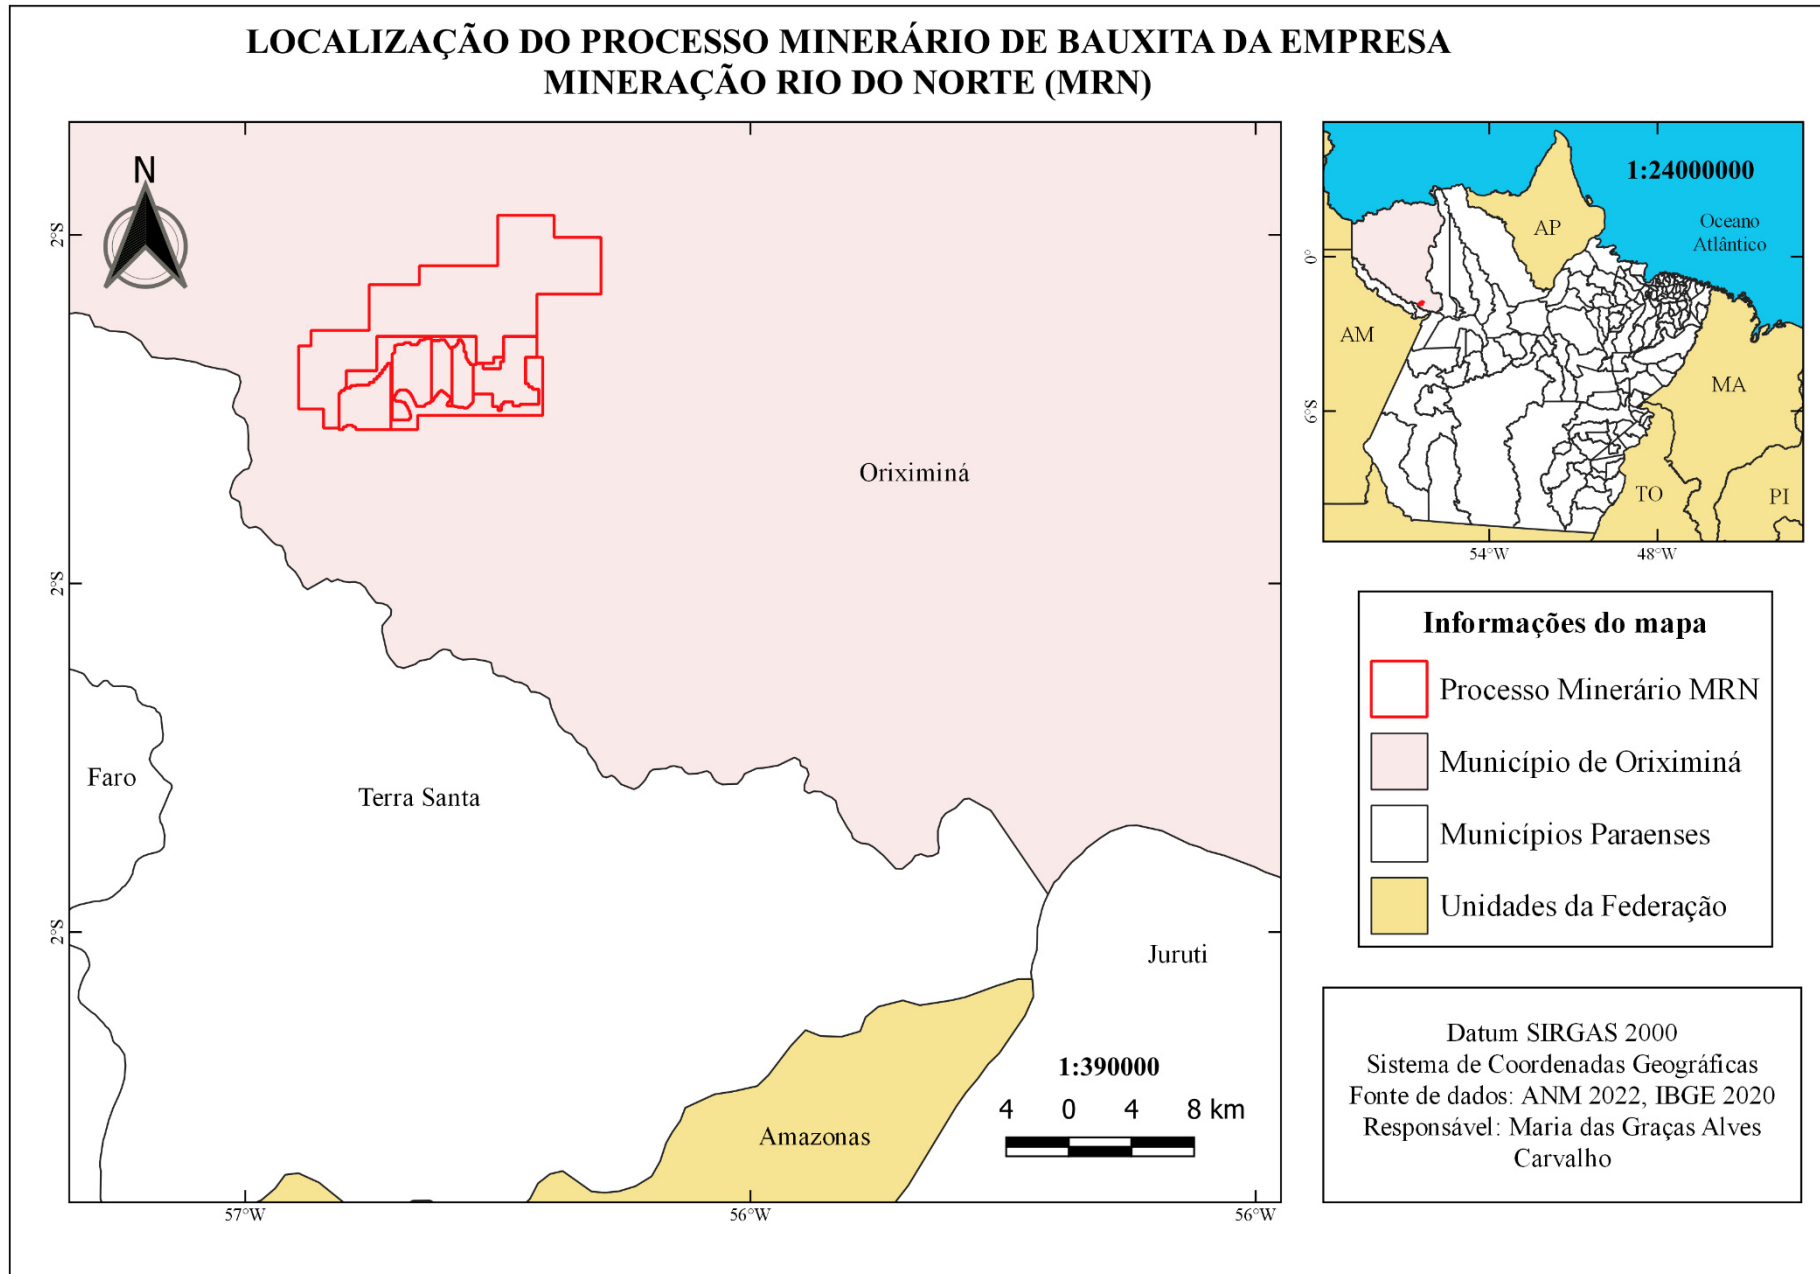 LOCALIZAÇÃO DO PROCESSO MINERÁRIO DE BAUXITA DA EMPRESA
MINERAÇÃO RIO DO NORTE (MRN)
N
2°S
2°S
2°S
57°W
56°W
56°W
Oriximiná
Faro
Terra Santa
Juruti
Amazonas
1:390000
4 0 4 8 km
1:24000000
Oceano
Atlântico
AP
AM
MA
TO
PI
0°
6°S
54°W
48°W
Informações do mapa
Processo Minerário MRN
Município de Oriximiná
Municípios Paraenses
Unidades da Federação
Datum SIRGAS 2000
Sistema de Coordenadas Geográficas
Fonte de dados: ANM 2022, IBGE 2020
Responsável: Maria das Graças Alves
Carvalho